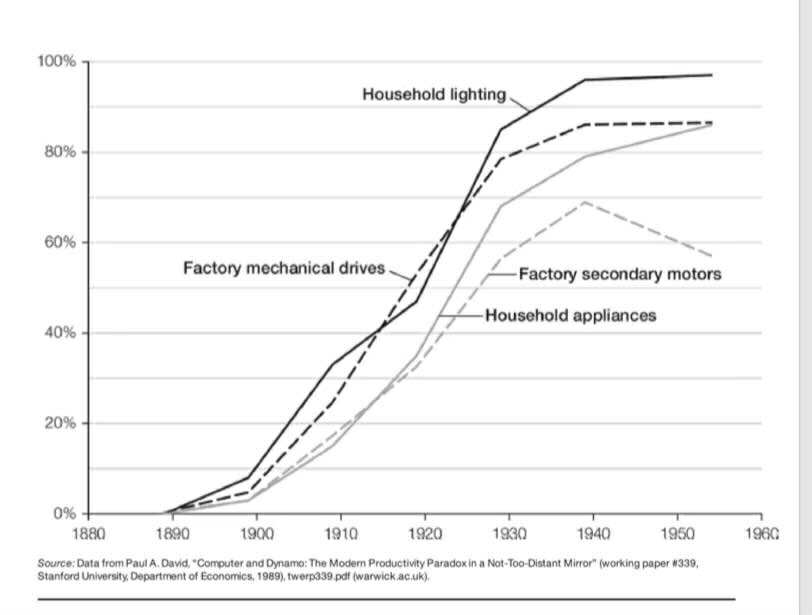 100%
Household lighting
80%
60%
Factory mechanical drives
Factory secondary motors
Household appliances
40%
20%
0%
1880 1890 1900 1910 1920 1930 1940 1950 1960
Source: Data from Paul A. David, "Computer and Dynamo: The Modern Productivity Paradox in a Not-Too-Distant Mirror" (working paper #339,
Stanford University, Department of Economics, 1989), twerp339.pdf (warwick.ac.uk).